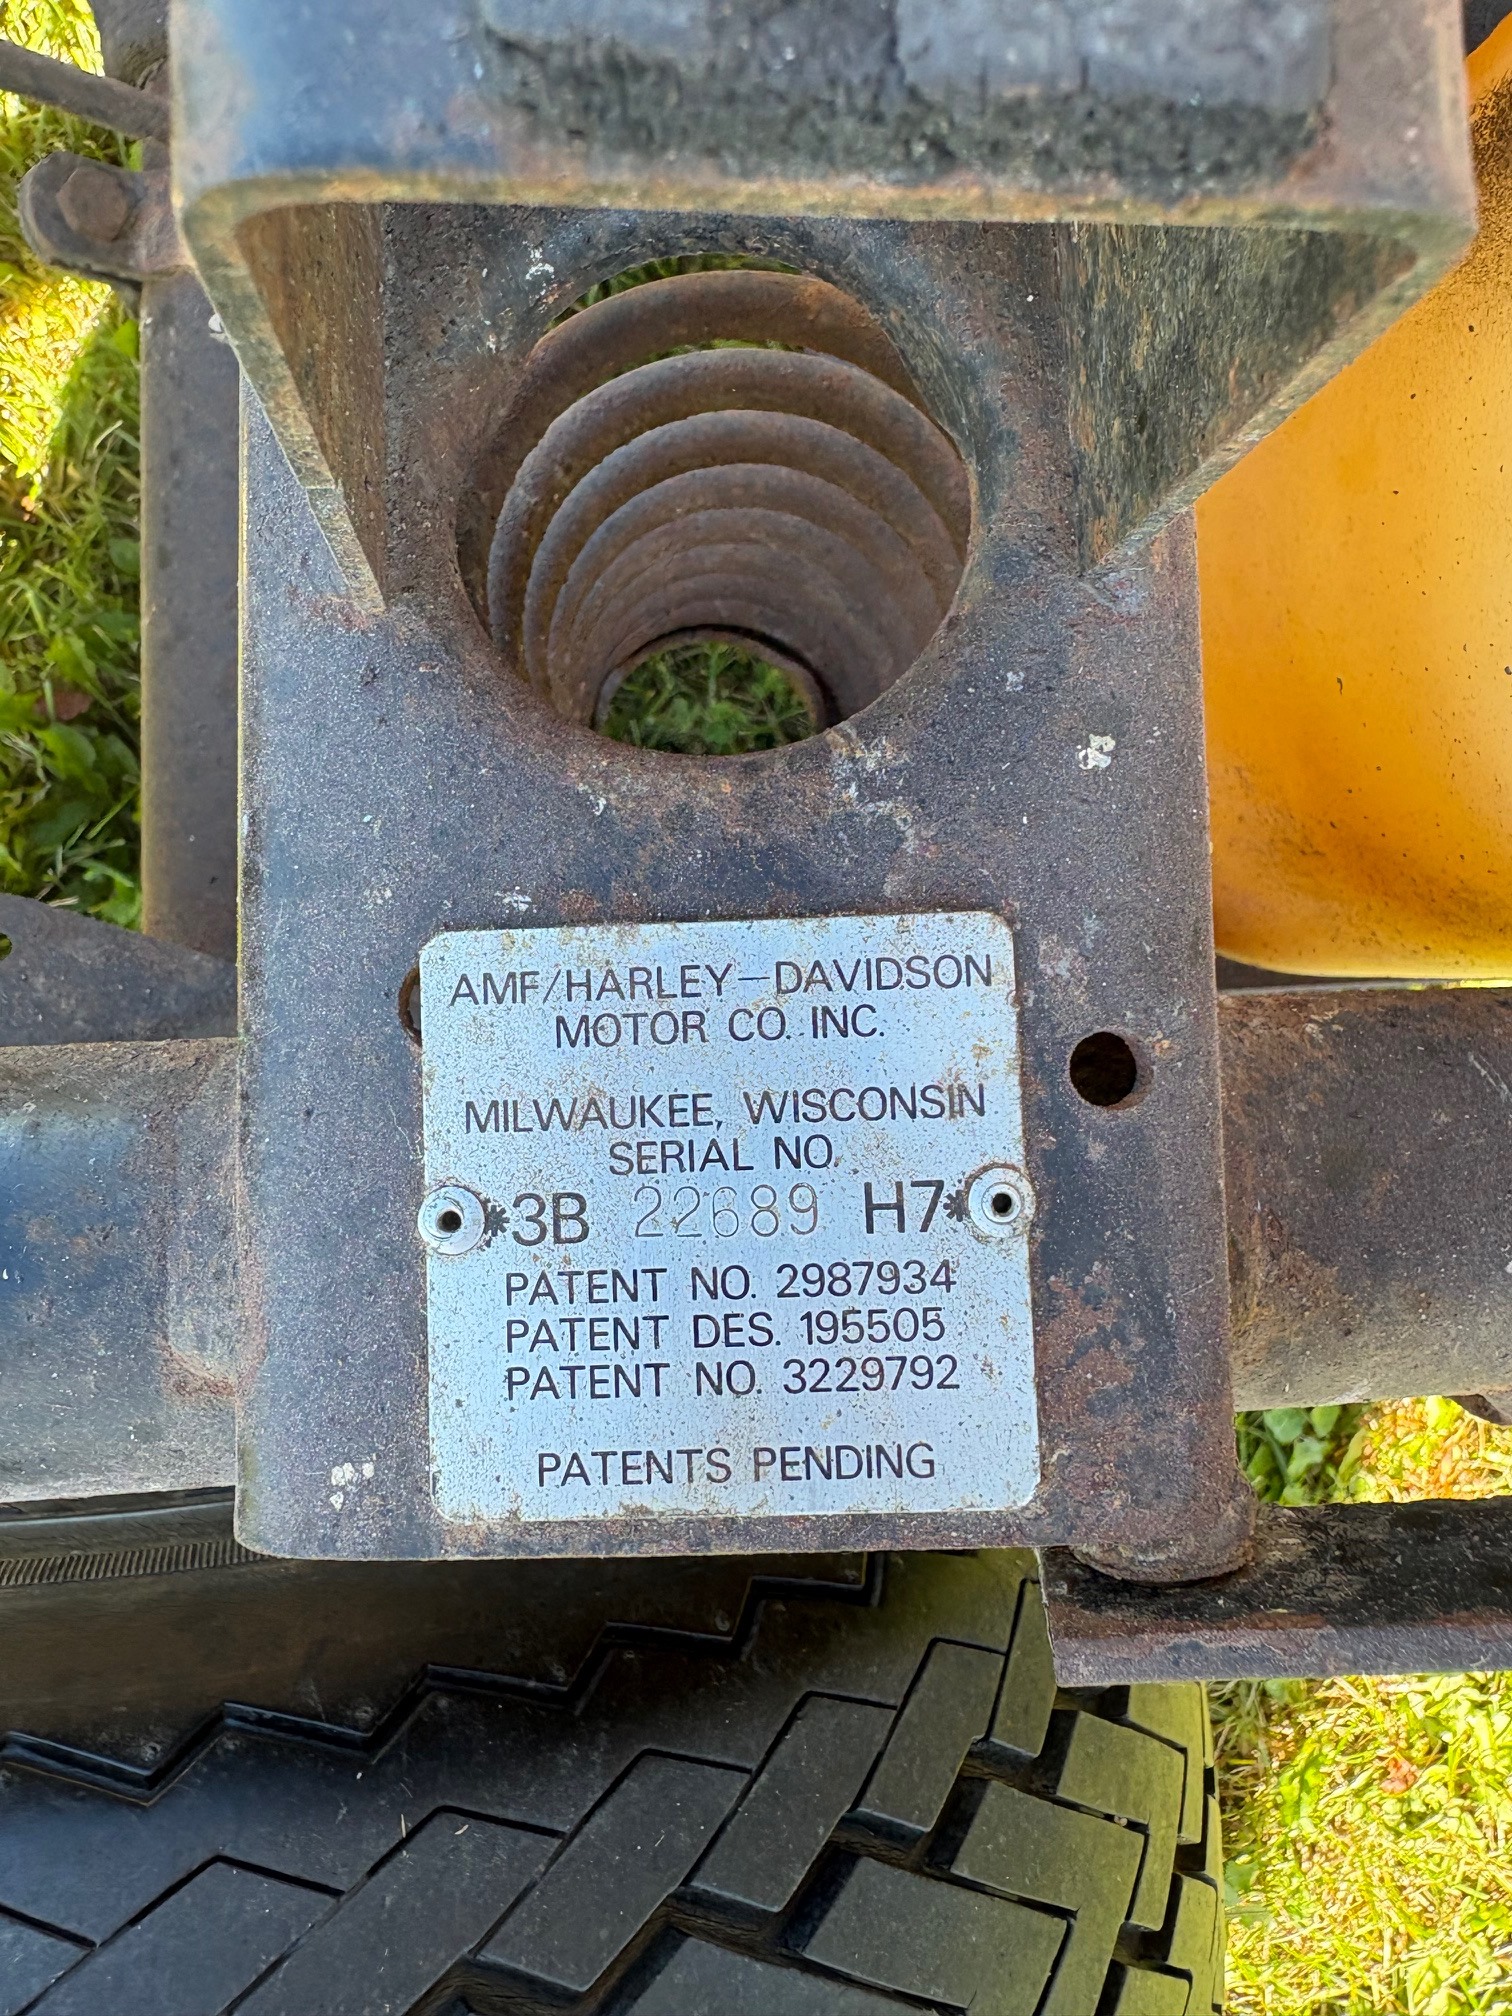 AMF/HARLEY—DAVIDSON
MOTOR CO. INC.
MILWAUKEE, WISCONSIN
SERIAL NO.
*3B 22689 H7*
PATENT NO. 2987934
PATENT DES. 195505
PATENT NO. 3229792
PATENTS PENDING